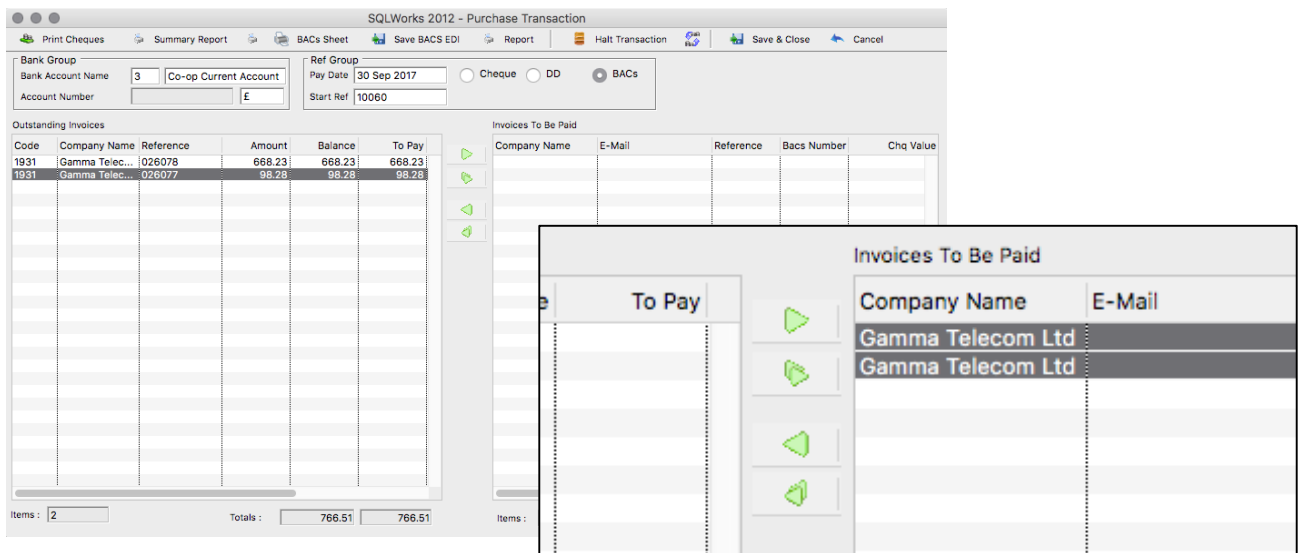 SQLWorks 2012 - Purchase Transaction
Print Cheques Summary Report BACs Sheet Save BACS EDI Report Halt Transaction Save & Close Cancel
Bank Group Ref Group
Bank Account Name 3 Co-op Current Account Pay Date 30 Sep 2017 Cheque DD BACs
Account Number £ Start Ref 10060
Outstanding Invoices Invoices To Be Paid
Code Company Name Reference Amount Balance To Pay Company Name E-Mail Reference Bacs Number Chq Value
1931 Gamma Telec... 026078 668.23 668.23 668.23
1931 Gamma Telec... 026077 98.28 98.28 98.28
Items : 2 Totals : 766.51 766.51 Items :
Invoices To Be Paid
e To Pay Company Name E-Mail
Gamma Telecom Ltd
Gamma Telecom Ltd